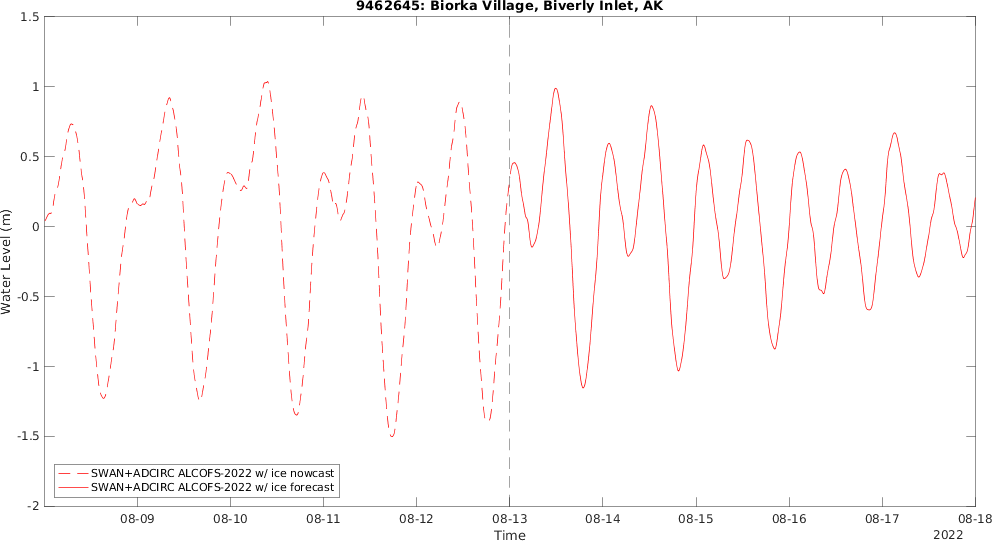 9462645: Biorka Village, Biverly Inlet, AK
1.5
1
0.5
0
-0.5
-1
-1.5
-2
Water Level (m)
SWAN+ADCIRC ALCOFS-2022 w/ ice nowcast
SWAN+ADCIRC ALCOFS-2022 w/ ice forecast
08-09 08-10 08-11 08-12 08-13 08-14 08-15 08-16 08-17 08-18
Time
2022